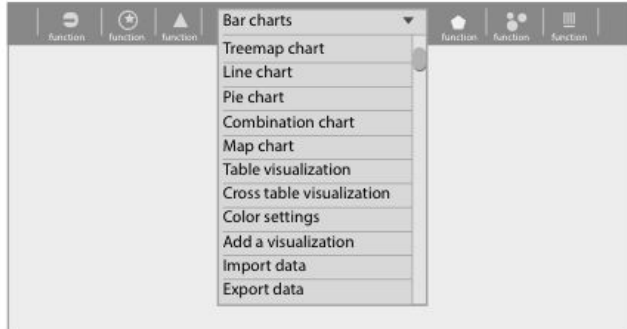 function function function Bar charts function function function
Treemap chart
Line chart
Pie chart
Combination chart
Map chart
Table visualization
Cross table visualization
Color settings
Add a visualization
Import data
Export data